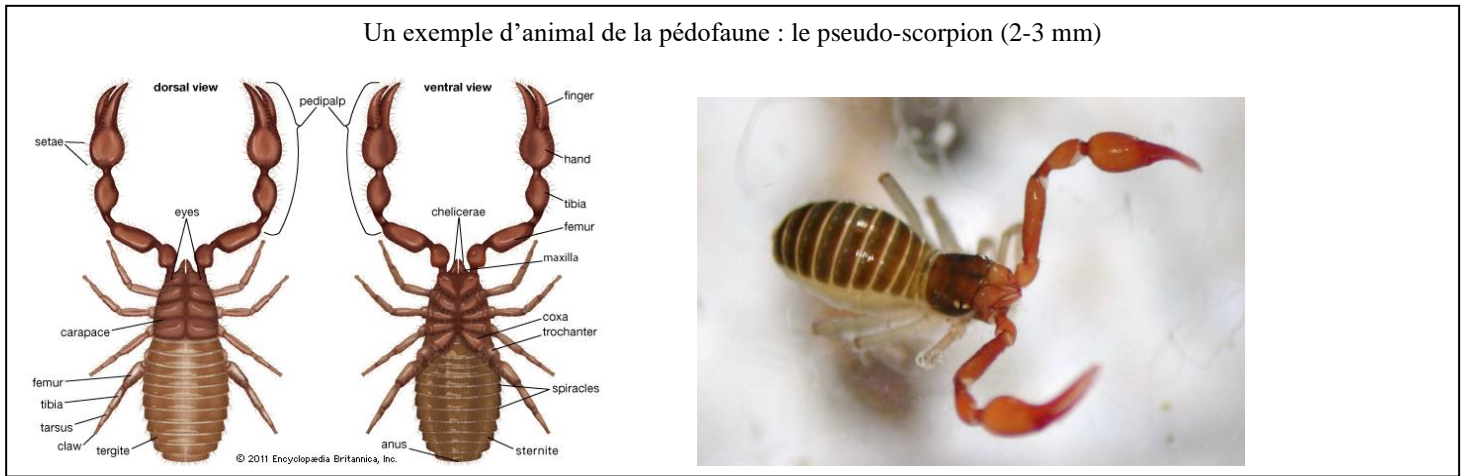 Un exemple d’animal de la pédofaune : le pseudo-scorpion (2-3 mm)
dorsal view
ventral view
pedipalp
finger
setae
hand
tibia
eyes
chelicerae
femur
maxilla
carapace
coxa
trochanter
femur
tibia
tarsus
claw
tergite
spiracles
anus
sternite
© 2011 Encyclopædia Britannica, Inc.